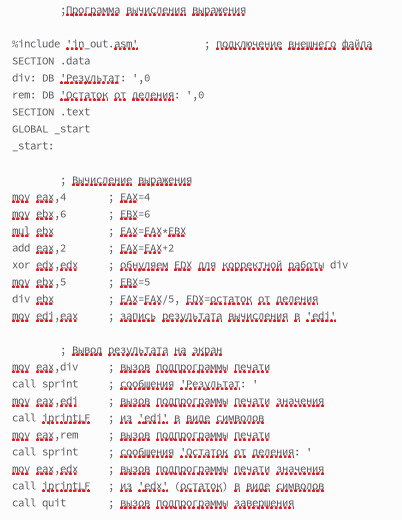 ;Программа вычисления выражения
%include 'in_out.asm' ; подключение внешнего файла
SECTION .data
div: DB 'Результат: ',0
rem: DB 'Остаток от деления: ',0
SECTION .text
GLOBAL _start
_start:
; Вычисление выражения
mov eax,4 ; EAX=4
mov ebx,6 ; EBX=6
mul ebx ; EAX=EAX*EBX
add eax,2 ; EAX=EAX+2
xor edx,edx ; обнуляем EDX для корректной работы div
mov ebx,5 ; EBX=5
div ebx ; EAX=EAX/5, EDX=остаток от деления
mov edi,eax ; запись результата вычисления в 'edi'
; Вывод результата на экран
mov eax,div ; вызов подпрограммы печати
call sprint ; сообщения 'Результат: '
mov eax,edi ; вызов подпрограммы печати значения
call iprintLF ; из 'edi' в виде символов
mov eax,rem ; вызов подпрограммы печати
call sprint ; сообщения 'Остаток от деления: '
mov eax,edx ; вызов подпрограммы печати значения
call iprintLF ; из 'edx' (остаток) в виде символов
call quit ; вызов подпрограммы завершения